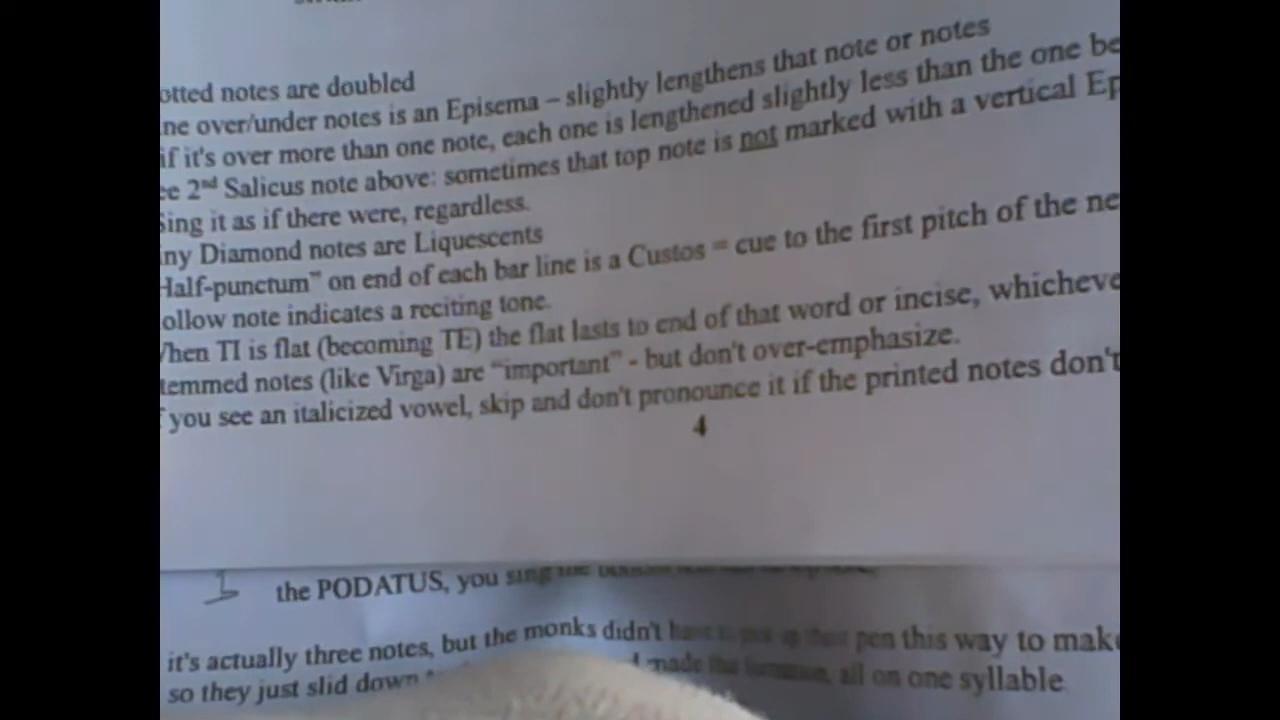 otted notes are doubled
ne over/under notes is an Episema – slightly lengthens that note or notes
if it's over more than one note, each one is lengthened slightly less than the one be
ee 2nd Salicus note above: sometimes that top note is not marked with a vertical Ep
Sing it as if there were, regardless.
ny Diamond notes are Liquescents
Half-punctum" on end of each bar line is a Custos = cue to the first pitch of the ne
ollow note indicates a reciting tone.
When TI is flat (becoming TE) the flat lasts to end of that word or incise, whicheve
temmed notes (like Virga) are "important" - but don't over-emphasize.
f you see an italicized vowel, skip and don't pronounce it if the printed notes don't
4
the PODATUS, you sing the
it's actually three notes, but the monks didn't pen this way to make
so they just slid down made the all on one syllable